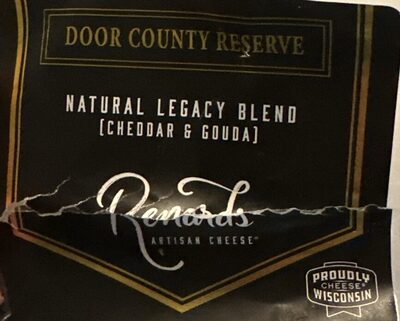 DOOR COUNTY RESERVE
NATURAL LEGACY BLEND
(CHEDDAR & GOUDA)
Renards
ARTISAN CHEESE
PROUDLY
CHEESE®
WISCONSIN